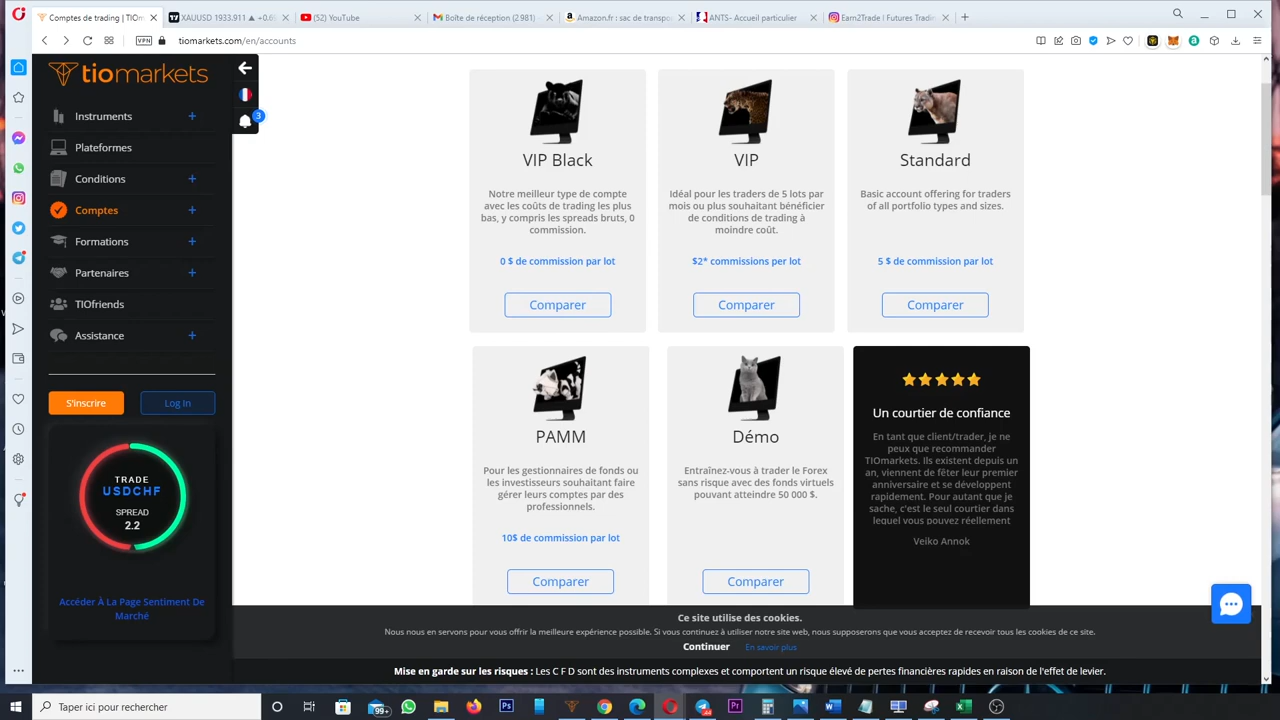 Comptes de trading | TIOm
XAUUSD 1933.911 ▲ +0.6
(52) YouTube
Boîte de réception (2 981)
Amazon.fr : sac de transpo
ANTS- Accueil particulier
Earn2Trade | Futures Tradin
VPN
tiomarkets.com/en/accounts
tiomarkets
3
Instruments
Plateformes
Conditions
Comptes
Formations
Partenaires
TIOfriends
Assistance
S'inscrire
Log In
TRADE
USDCHF
SPREAD
2.2
Accéder À La Page Sentiment De
Marché
VIP Black
Notre meilleur type de compte
avec les coûts de trading les plus
bas, y compris les spreads bruts, 0
commission.
0 $ de commission par lot
Comparer
VIP
Idéal pour les traders de 5 lots par
mois ou plus souhaitant bénéficier
de conditions de trading à
moindre coût.
$2* commissions per lot
Comparer
Standard
Basic account offering for traders
of all portfolio types and sizes.
5 $ de commission par lot
Comparer
PAMM
Pour les gestionnaires de fonds ou
les investisseurs souhaitant faire
gérer leurs comptes par des
professionnels.
10$ de commission par lot
Comparer
Démo
Entraînez-vous à trader le Forex
sans risque avec des fonds virtuels
pouvant atteindre 50 000 $.
Comparer
Un courtier de confiance
En tant que client/trader, je ne
peux que recommander
TIOmarkets. Ils existent depuis un
an, viennent de fêter leur premier
anniversaire et se développent
rapidement. Pour autant que je
sache, c'est le seul courtier dans
lequel vous pouvez réellement
Veiko Annok
Ce site utilise des cookies.
Nous nous en servons pour vous offrir la meilleure expérience possible. Si vous continuez à utiliser notre site web, nous supposerons que vous acceptez de recevoir tous les cookies de ce site.
Continuer
En savoir plus
Mise en garde sur les risques : Les C F D sont des instruments complexes et comportent un risque élevé de pertes financières rapides en raison de l'effet de levier.
Taper ici pour rechercher
99+